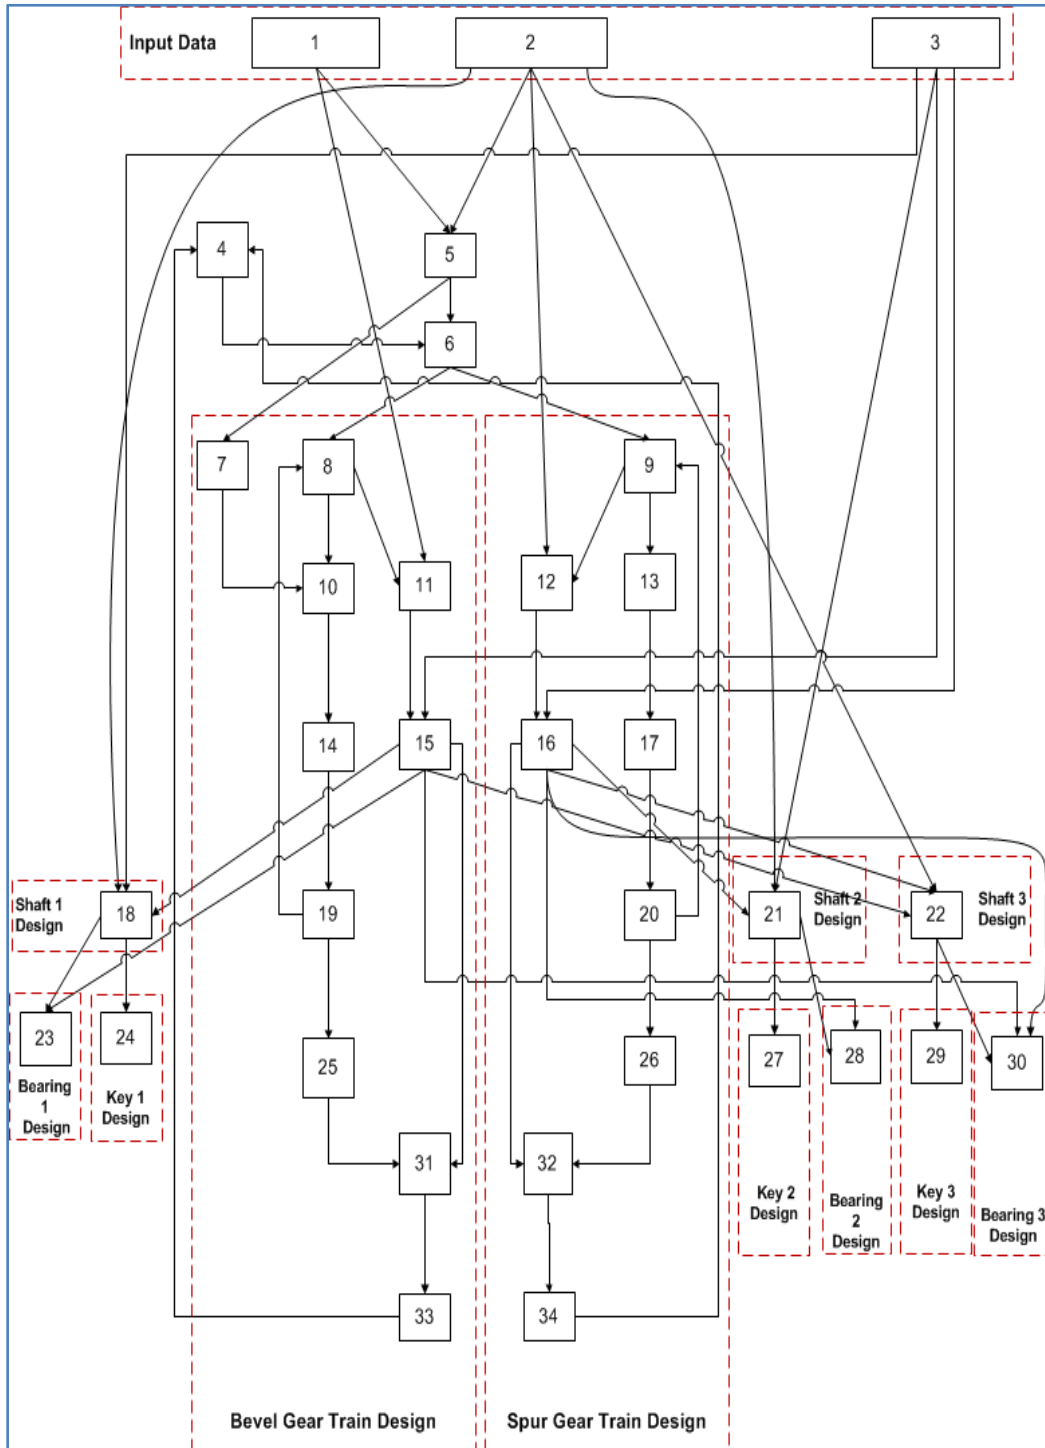 Input Data
1
2
3
4
5
6
7
8
9
10
11
12
13
14
15
16
17
18
19
20
21
22
Shaft 1
Design
Shaft 2
Design
Shaft 3
Design
23
24
25
26
27
28
29
30
Bearing
1
Design
Key 1
Design
31
32
Key 2
Design
Bearing
2
Design
Key 3
Design
Bearing 3
Design
33
34
Bevel Gear Train Design
Spur Gear Train Design